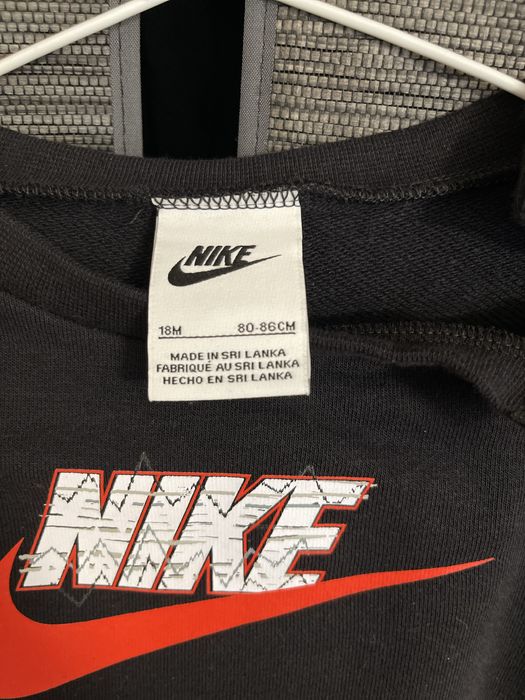 NIKE
18M 80-86CM
MADE IN SRI LANKA
FABRIQUÉ AU SRI LANKA
HECHO EN SRI LANKA
NIKE